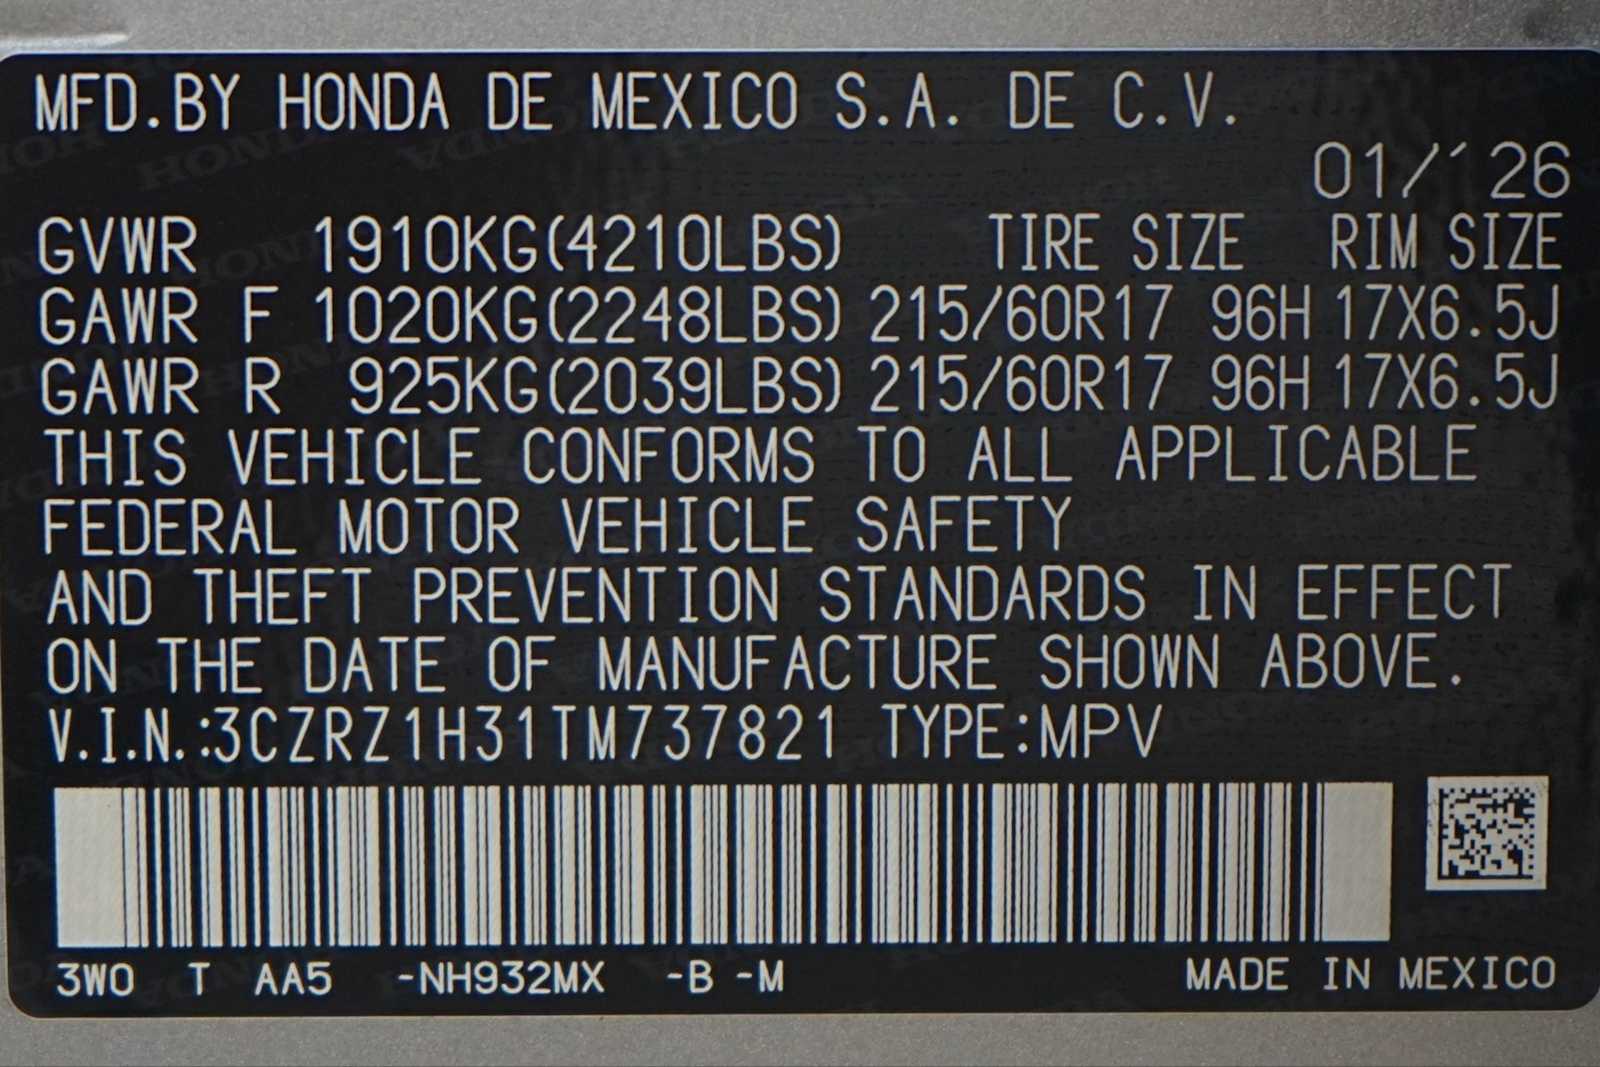 MFD.BY HONDA DE MEXICO S.A. DE C.V.
01/'26
GVWR 1910KG(4210LBS) TIRE SIZE RIM SIZE
GAWR F 1020KG(2248LBS) 215/60R17 96H 17X6.5J
GAWR R 925KG(2039LBS) 215/60R17 96H 17X6.5J
THIS VEHICLE CONFORMS TO ALL APPLICABLE
FEDERAL MOTOR VEHICLE SAFETY
AND THEFT PREVENTION STANDARDS IN EFFECT
ON THE DATE OF MANUFACTURE SHOWN ABOVE.
V.I.N.:3CZRZ1H31TM737821 TYPE:MPV
3W0 T AA5 -NH932MX -B -M MADE IN MEXICO